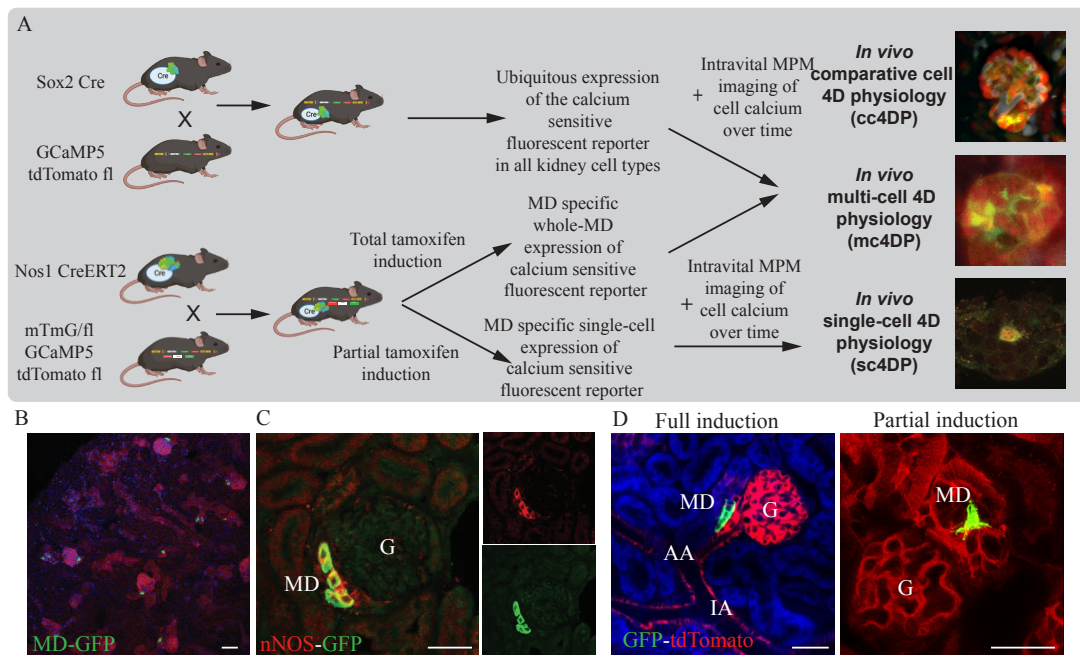 A
Sox2 Cre
Cre
X
GCaMP5
tdTomato fl
Cre
Ubiquitous expression
of the calcium
sensitive
fluorescent reporter
in all kidney cell types
+
Intravital MPM
imaging of
cell calcium
over time
In vivo
comparative cell
4D physiology
(cc4DP)
In vivo
multi-cell 4D
physiology
(mc4DP)
Nos1 CreERT2
Cre
X
mTmG/fl
GCaMP5
tdTomato fl
Cre
Total tamoxifen
induction
Partial tamoxifen
induction
MD specific
whole-MD
expression of
calcium sensitive
fluorescent reporter
MD specific single-cell
expression of
calcium sensitive
fluorescent reporter
+
Intravital MPM
imaging of
cell calcium
over time
In vivo
single-cell 4D
physiology
(sc4DP)
B
MD-GFP
C
G
MD
nNOS-GFP
D
Full induction
MD
G
AA
IA
GFP-tdTomato
Partial induction
MD
G